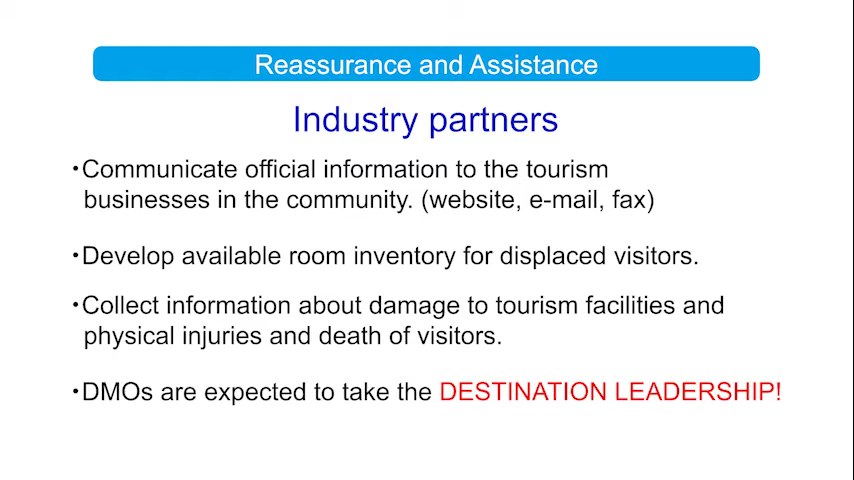 Reassurance and Assistance
Industry partners
・Communicate official information to the tourism
businesses in the community. (website, e-mail, fax)
・Develop available room inventory for displaced visitors.
・Collect information about damage to tourism facilities and
physical injuries and death of visitors.
・DMOs are expected to take the DESTINATION LEADERSHIP!